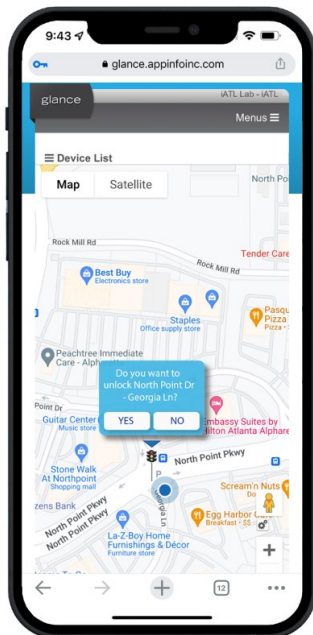 9:43
glance.appinfoinc.com
iATL Lab - iATL
glance
Menus
Device List
Map
Satellite
North Po
Rock Mill Rd
Rock Mill Rd
Tender Care
Best Buy
Electronics store
Staples
Office supply store
Pasqu
Pizza
Pizza •
Peachtree Immediate
Care - Alph
Do you want to
unlock North Point Dr
- Georgia Ln?
YES
NO
Point Dr
Guitar Center
Music store
Embassy Suites by
Hilton Atlanta Alphare
North Point Pkwy
P
Stone Walk
At Northpoint
Shopping mall
Georgia Ln
Scream'n Nuts
Do
zens Bank
North Point Pkwy
North Point Pkwy
Egg Harbor
Breakfast • $$
La-Z-Boy Home
Furnishings & Décor
Furniture store
12